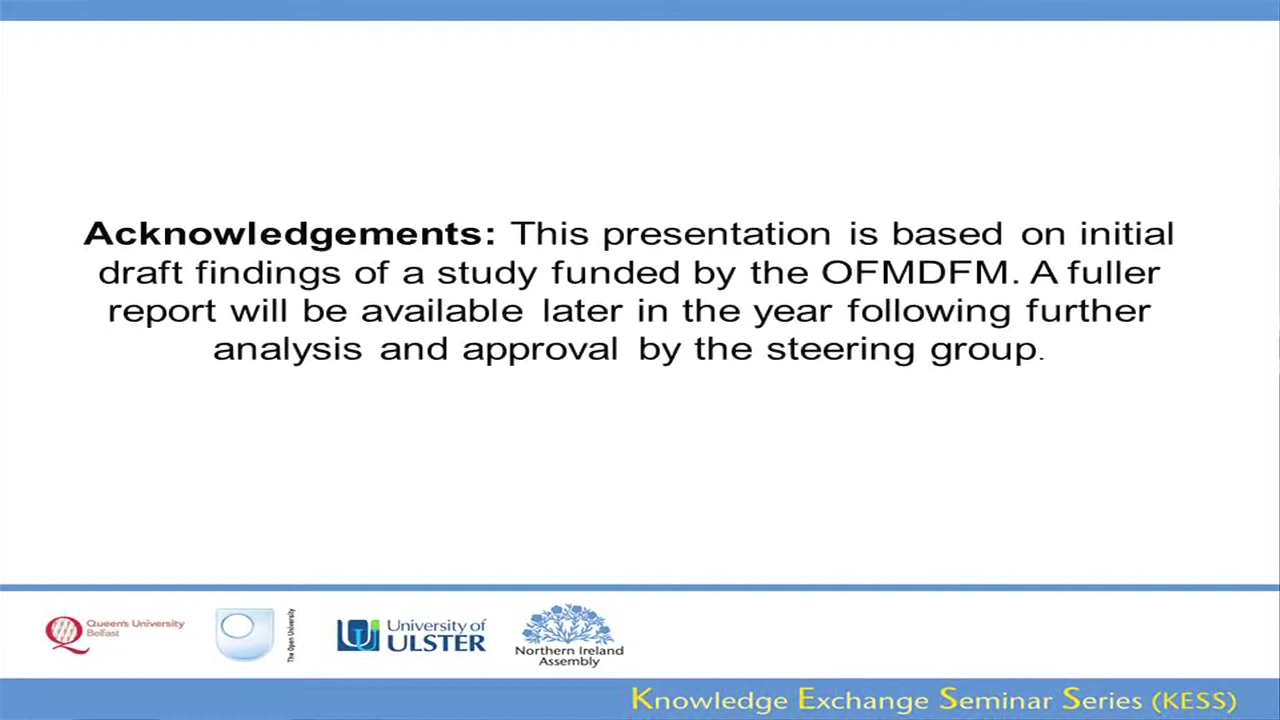 Acknowledgements: This presentation is based on initial
draft findings of a study funded by the OFMDFM. A fuller
report will be available later in the year following further
analysis and approval by the steering group.
Queen's University
Belfast
The Open University
University of
ULSTER
Northern Ireland
Assembly
Knowledge Exchange Seminar Series (KESS)